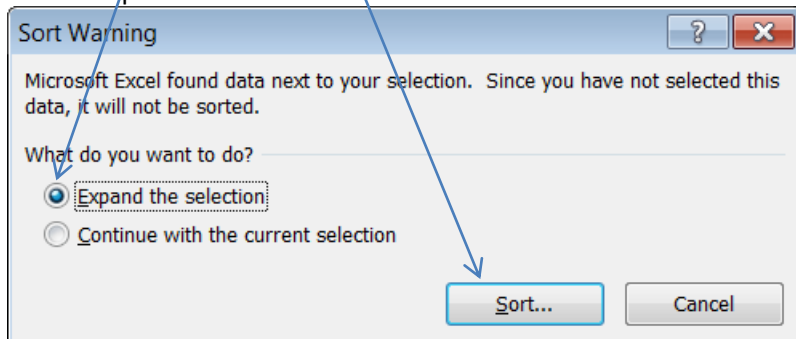 Sort Warning
Microsoft Excel found data next to your selection.  Since you have not selected this
data, it will not be sorted.
What do you want to do?
Expand the selection
Continue with the current selection
Sort...
Cancel